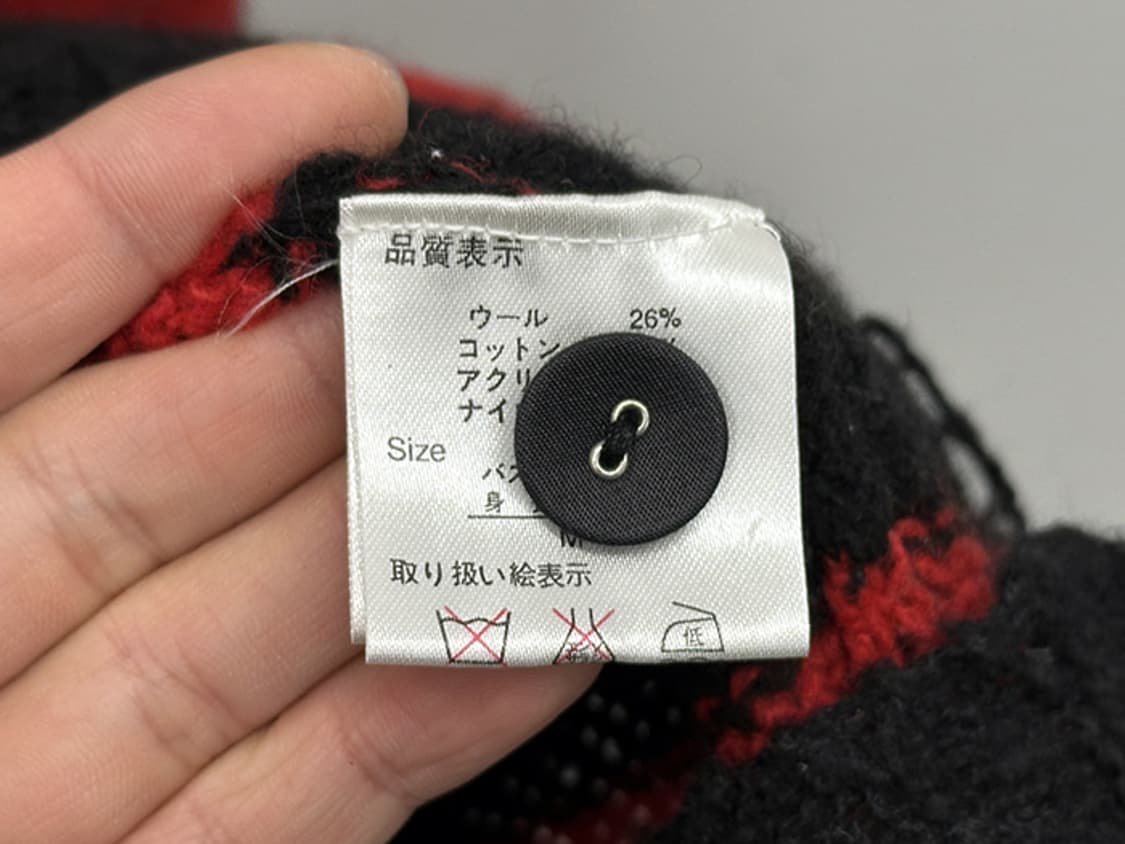 品質表示
ウール 26%
コットン
アクリ
ナイ
Size
バス
身
M
取り扱い絵表示
低